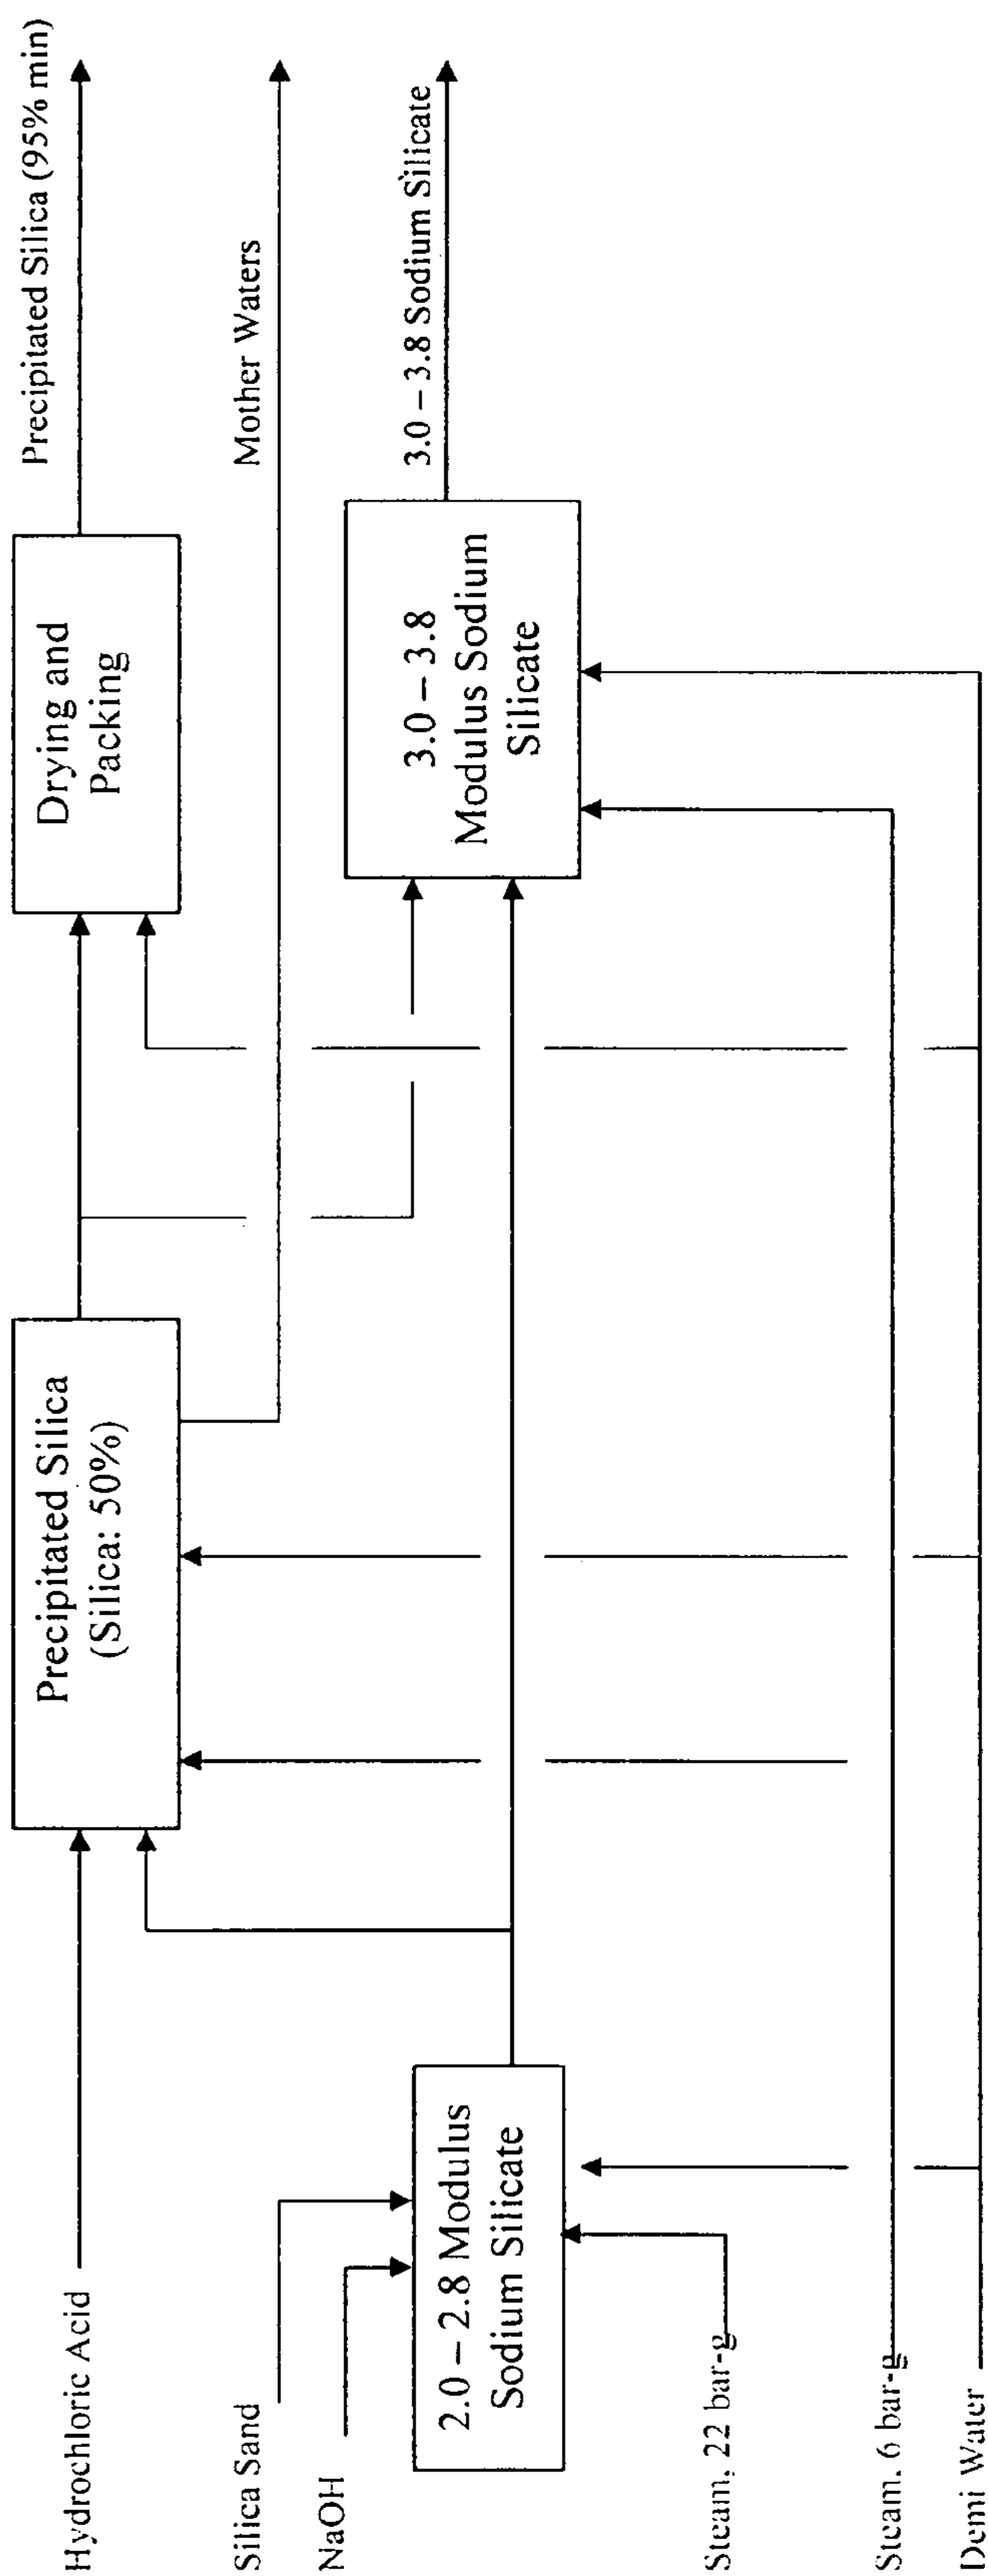 Hydrochloric Acid
Silica Sand
NaOH
Steam, 22 bar-g
Steam, 6 bar-g
Demi Water
2.0 – 2.8 Modulus
Sodium Silicate
Precipitated Silica
(Silica: 50%)
Drying and
Packing
3.0 – 3.8
Modulus Sodium
Silicate
Precipitated Silica (95% min)
Mother Waters
3.0 – 3.8 Sodium Silicate